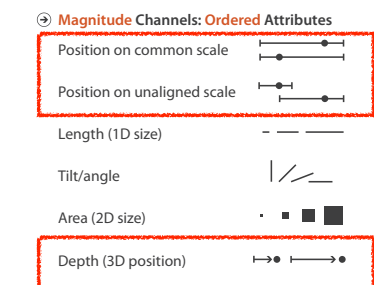 Magnitude Channels: Ordered Attributes
Position on common scale
Position on unaligned scale
Length (1D size)
Tilt/angle
Area (2D size)
Depth (3D position)